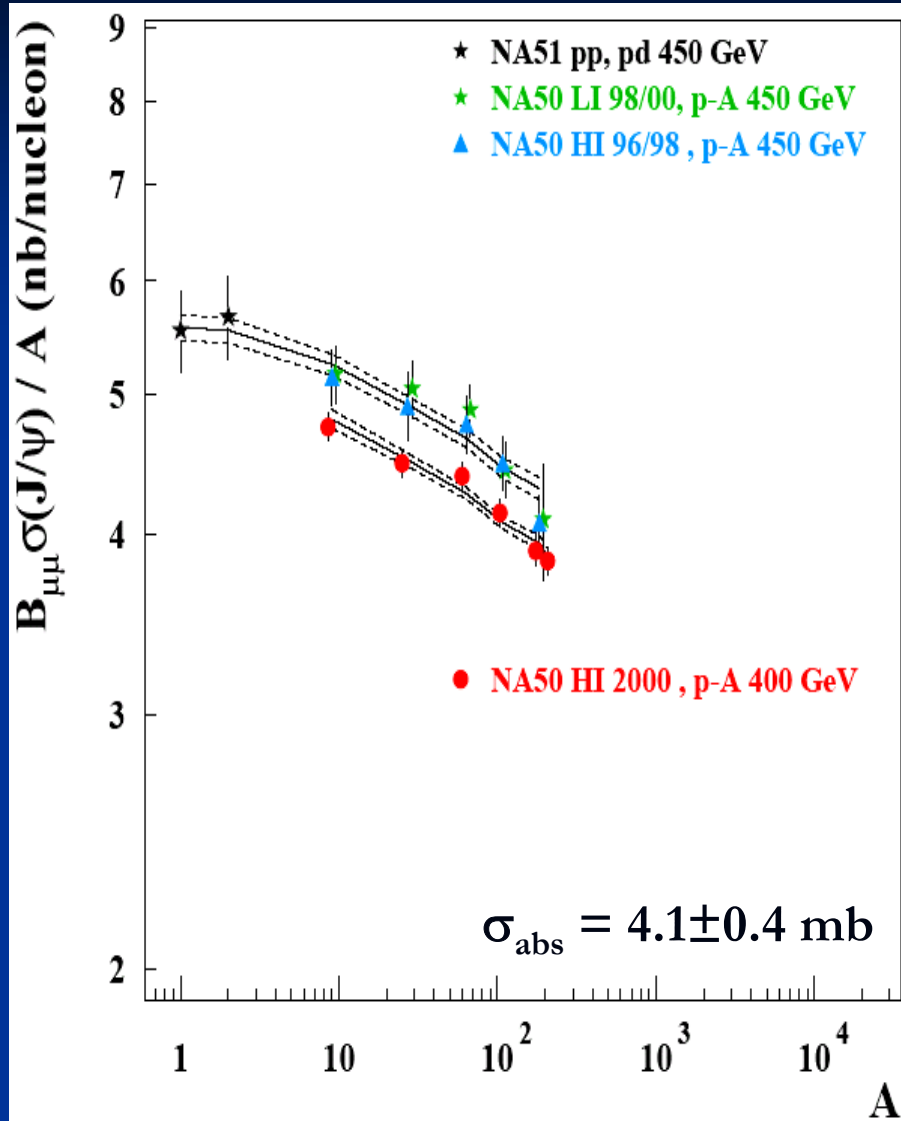 B_μμσ(J/ψ) / A (nb/nucleon)
9
8
7
6
5
4
3
2
NA51 pp, pd 450 GeV
NA50 LI 98/00, p-A 450 GeV
NA50 HI 96/98 , p-A 450 GeV
NA50 HI 2000 , p-A 400 GeV
σ_abs = 4.1±0.4 mb
1 10 10² 10³ 10⁴
A